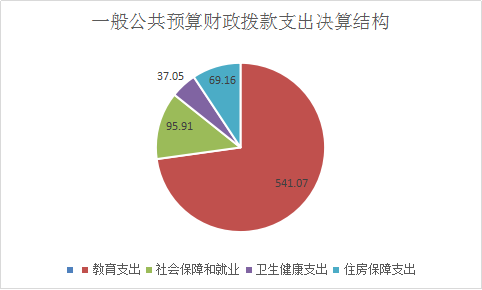 一般公共预算财政拨款支出决算结构
37.05
69.16
95.91
541.07
教育支出 社会保障和就业 卫生健康支出 住房保障支出